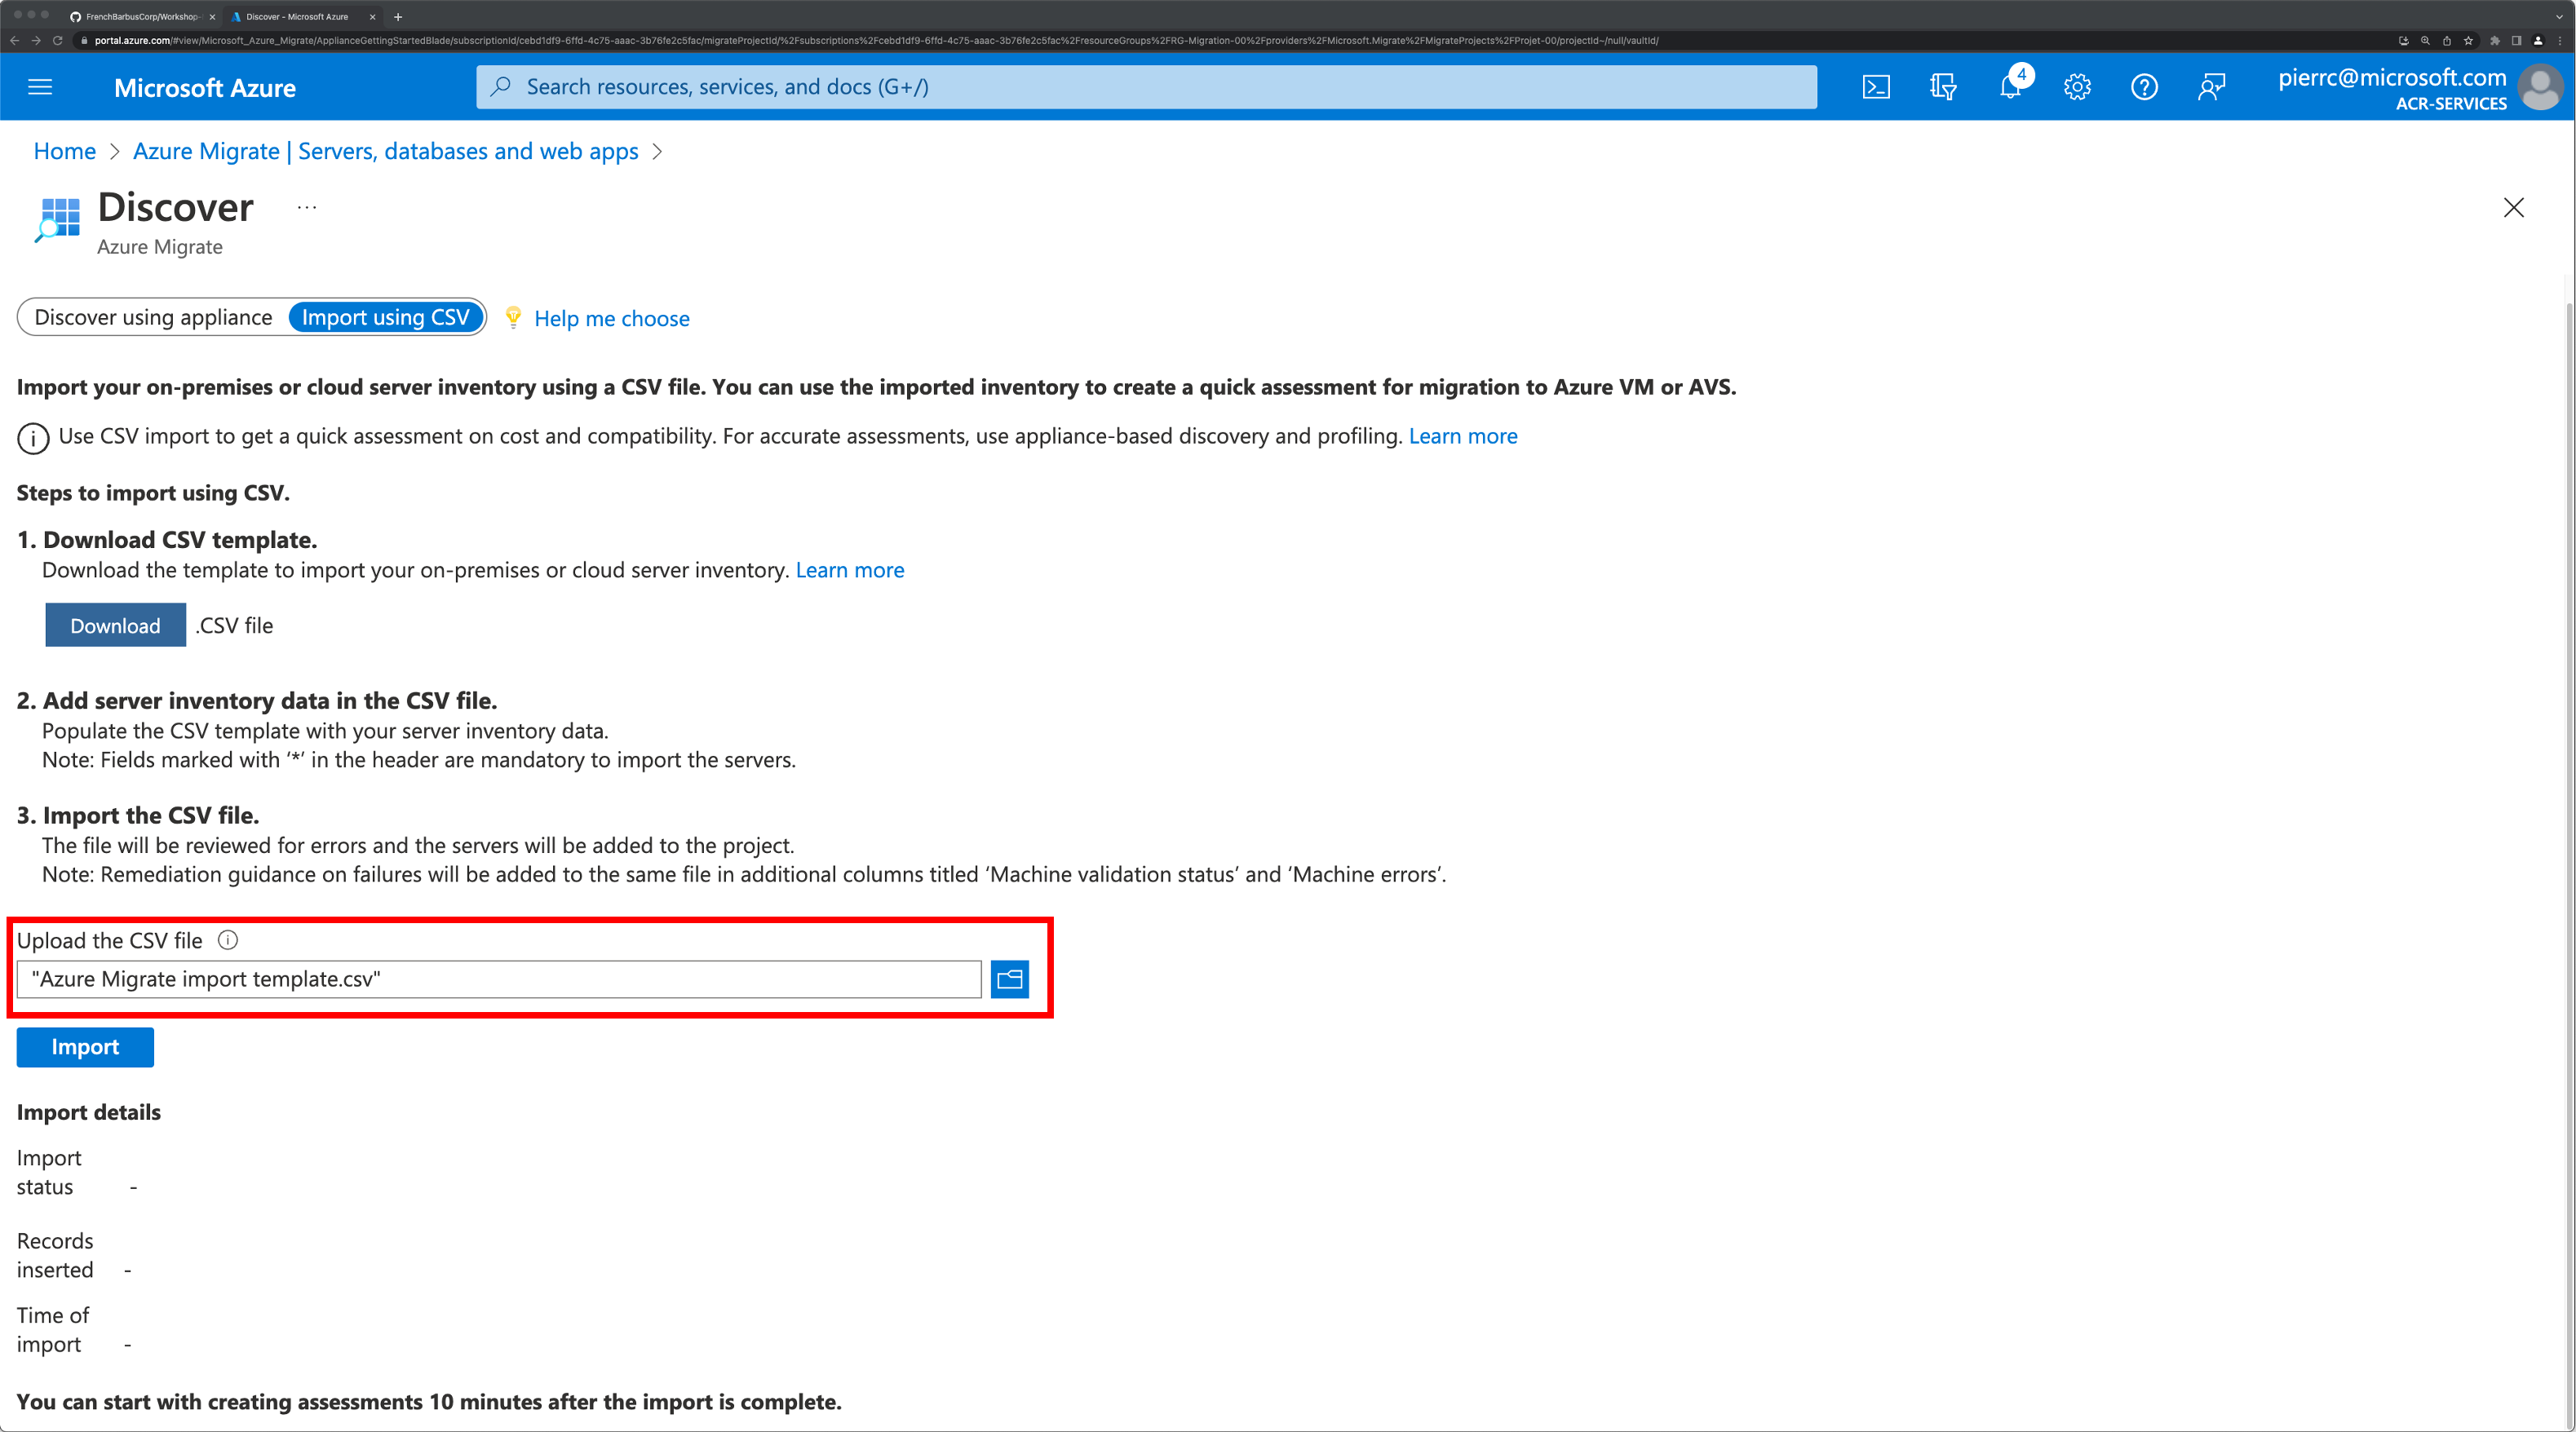 FrenchBarbusCorp/Workshop-
Discover - Microsoft Azure
portal.azure.com/#view/Microsoft_Azure_Migrate/ApplianceGettingStartedBlade/subscriptionId/cebd1df9-6ffd-4c75-aaac-3b76fe2c5fac/migrateProjectId/%2Fsubscriptions%2Fcebd1df9-6ffd-4c75-aaac-3b76fe2c5fac%2FresourceGroups%2FRG-Migration-00%2Fproviders%2FMicrosoft.Migrate%2FMigrateProjects%2FProjet-00/projectId~/null/vaultId/
Microsoft Azure
Search resources, services, and docs (G+/)
4
pierrc@microsoft.com
ACR-SERVICES
Home > Azure Migrate | Servers, databases and web apps >
Discover ...
Azure Migrate
Discover using appliance Import using CSV Help me choose
Import your on-premises or cloud server inventory using a CSV file. You can use the imported inventory to create a quick assessment for migration to Azure VM or AVS.
Use CSV import to get a quick assessment on cost and compatibility. For accurate assessments, use appliance-based discovery and profiling. Learn more
Steps to import using CSV.
1. Download CSV template.
Download the template to import your on-premises or cloud server inventory. Learn more
Download .CSV file
2. Add server inventory data in the CSV file.
Populate the CSV template with your server inventory data.
Note: Fields marked with ‘*’ in the header are mandatory to import the servers.
3. Import the CSV file.
The file will be reviewed for errors and the servers will be added to the project.
Note: Remediation guidance on failures will be added to the same file in additional columns titled ‘Machine validation status’ and ‘Machine errors’.
Upload the CSV file
"Azure Migrate import template.csv"
Import
Import details
Import
status -
Records
inserted -
Time of
import -
You can start with creating assessments 10 minutes after the import is complete.